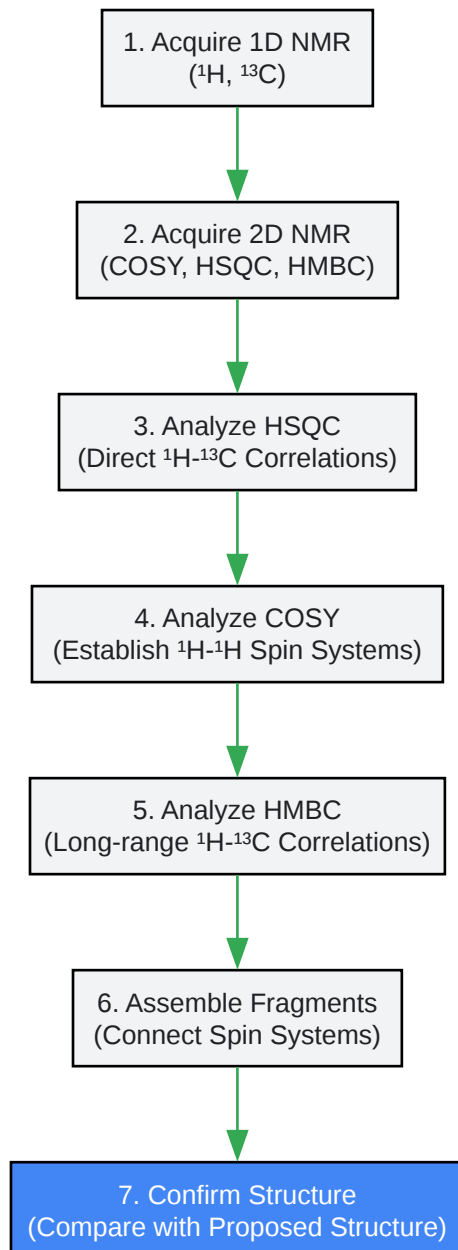 1. Acquire 1D NMR
(¹H, ¹³C)
2. Acquire 2D NMR
(COSY, HSQC, HMBC)
3. Analyze HSQC
(Direct ¹H-¹³C Correlations)
4. Analyze COSY
(Establish ¹H-¹H Spin Systems)
5. Analyze HMBC
(Long-range ¹H-¹³C Correlations)
6. Assemble Fragments
(Connect Spin Systems)
7. Confirm Structure
(Compare with Proposed Structure)